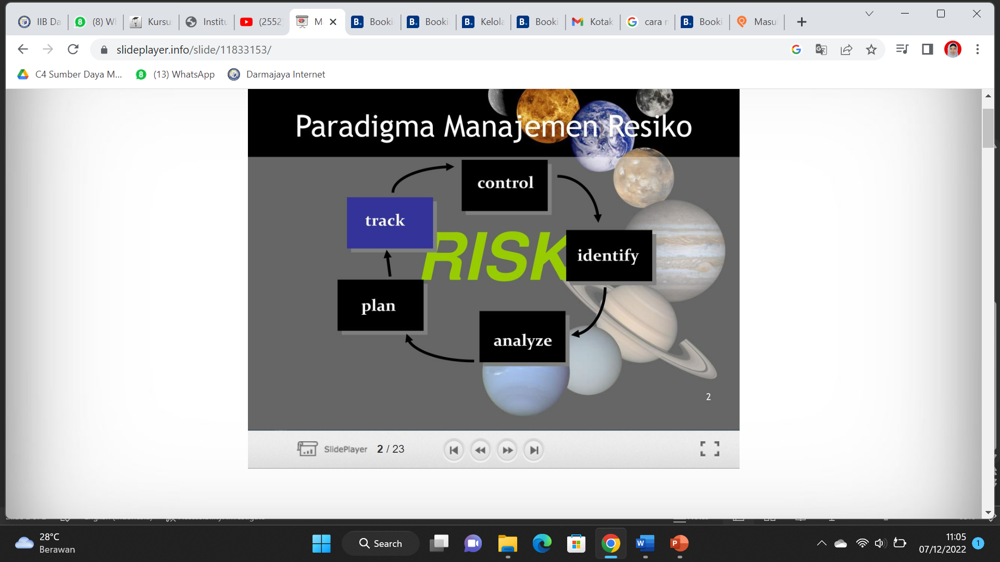 IIB Da
(8) W
Kursu
Institu
(2552
M
Booki
Booki
Kelola
Booki
Kotak
cara n
Booki
Masu
slideplayer.info/slide/11833153/
C4 Sumber Daya M...
(13) WhatsApp
Darmajaya Internet
Paradigma Manajemen Resiko
control
track
RISK
identify
plan
analyze
2
SlidePlayer 2 / 23
28°C
Berawan
Search
11:05
07/12/2022
1